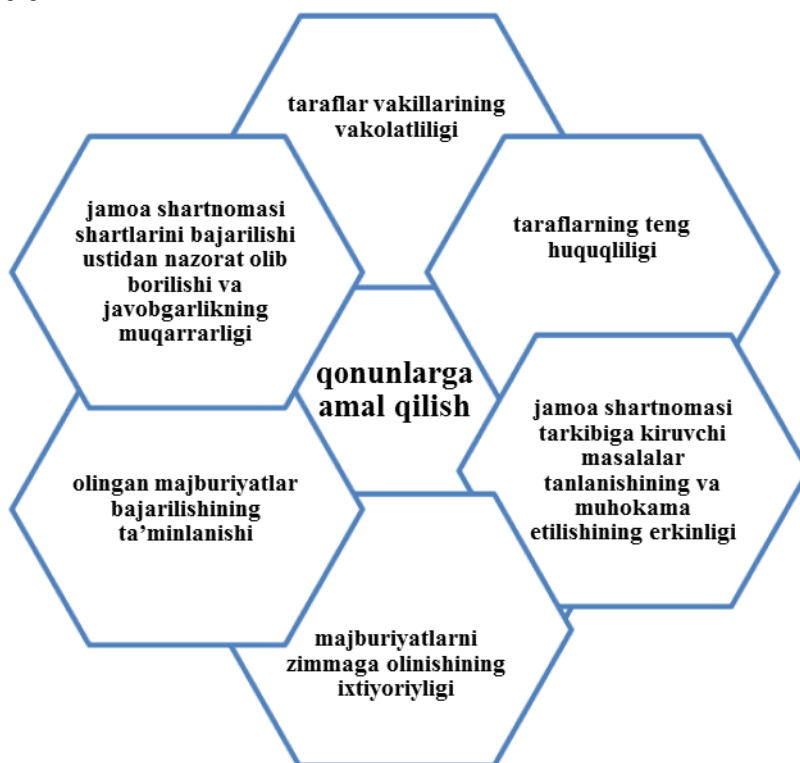 taraflar vakillarining
vakolatliligi
taraflarning teng
huquqliligi
jamoa shartnomasi
tarkibiga kiruvchi
masalalar
tanlanishining va
muhokama
etilishining erkinligi
majburiyatlarni
zimmaga olinishining
ixtiyoriyligi
olingan majburiyatlar
bajarilishining
ta’minlanishi
jamoa shartnomasi
shartlarini bajarilishi
ustidan nazorat olib
borilishi va
javobgarlikning
muqarrarligi
qonunlarga
amal qilish